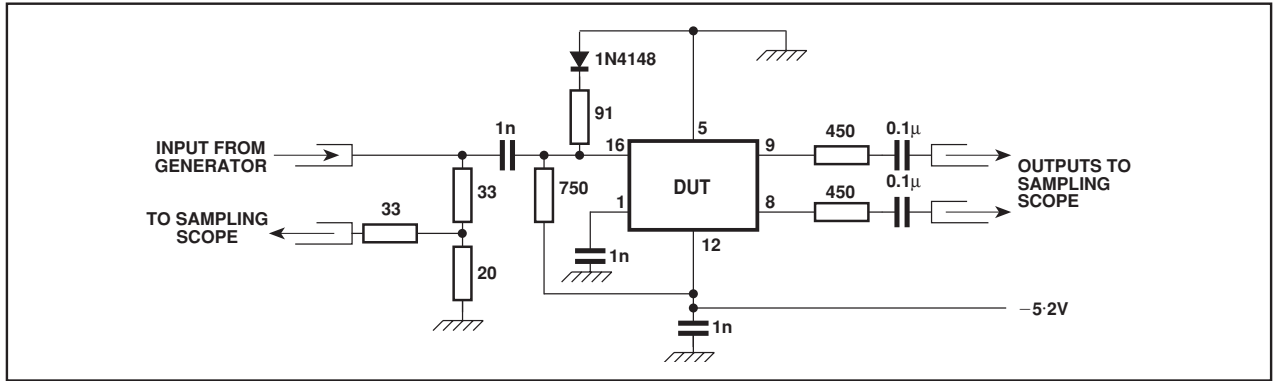 1N4148
91
INPUT FROM
GENERATOR
1n
16
5
9
450
0.1μ
33
750
DUT
OUTPUTS TO
SAMPLING
SCOPE
TO SAMPLING
SCOPE
33
1
8
450
0.1μ
20
1n
12
1n
−5·2V